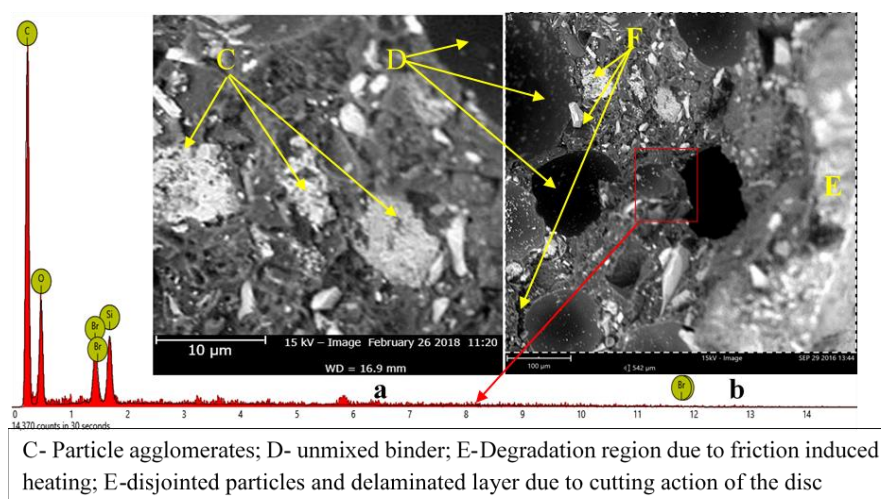 C
O
Br
Br
Si
C
D
F
E
10 µm
15 kV – Image February 26 2018 11:20
WD = 16.9 mm
a
100 µm
542 µm
15kV - Image
SEP 29 2016 13:44
b
Br
0 1 2 3 4 5 6 7 8 9 10 11 12 13 14
14,370 counts in 30 seconds
C- Particle agglomerates; D- unmixed binder; E-Degradation region due to friction induced
heating; E-disjointed particles and delaminated layer due to cutting action of the disc